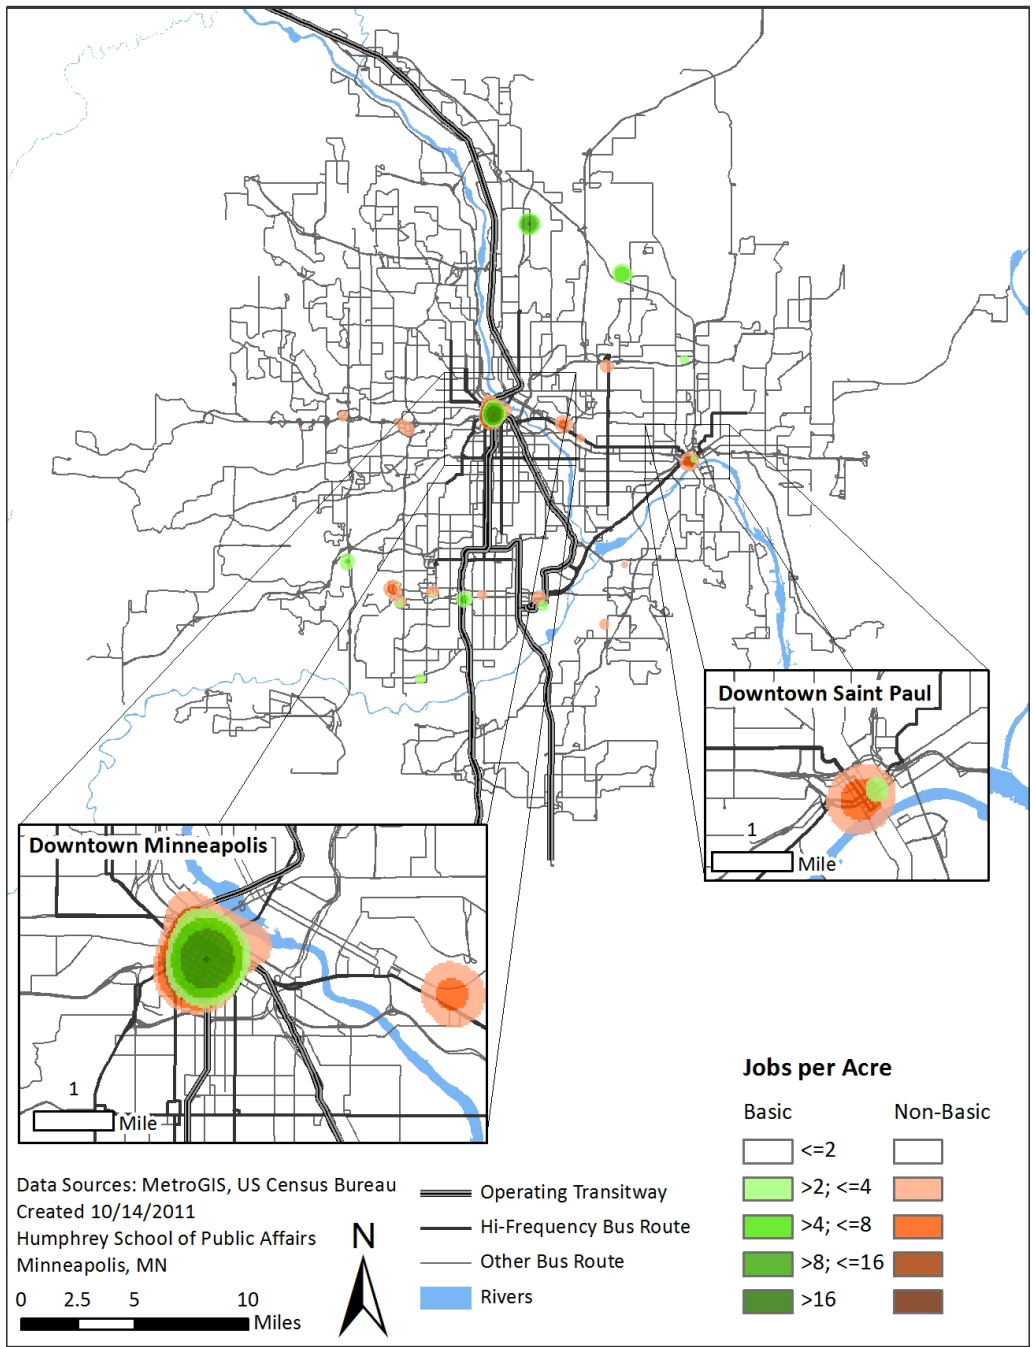 Downtown Saint Paul
1
Mile
Downtown Minneapolis
1
Mile
Jobs per Acre
Basic Non-Basic
<=2
>2; <=4
>4; <=8
>8; <=16
>16
Data Sources: MetroGIS, US Census Bureau
Created 10/14/2011
Humphrey School of Public Affairs
Minneapolis, MN
0 2.5 5 10
Miles
N
Operating Transitway
Hi-Frequency Bus Route
Other Bus Route
Rivers